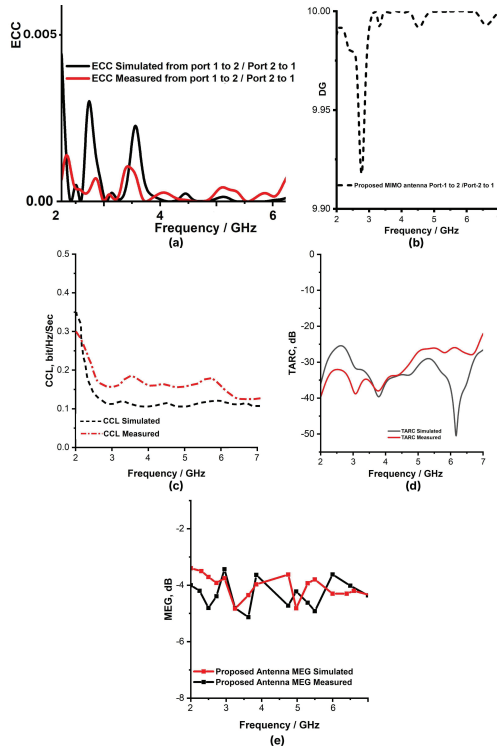 ECC
0.005
0.00
ECC Simulated from port 1 to 2 / Port 2 to 1
ECC Measured from port 1 to 2 / Port 2 to 1
2 4 6
Frequency / GHz
(a)
DG
10.00
9.95
9.90
Proposed MIMO antenna Port-1 to 2 /Port-2 to 1
2 3 4 5 6 7
Frequency / GHz
(b)
CCL, bit/Hz/Sec
0.5
0.4
0.3
0.2
0.1
0.0
CCL Simulated
CCL Measured
2 3 4 5 6 7
Frequency / GHz
(c)
TARC, dB
0
-10
-20
-30
-40
-50
TARC Simulated
TARC Measured
2 3 4 5 6 7
Frequency / GHz
(d)
MEG, dB
-2
-4
-6
-8
Proposed Antenna MEG Simulated
Proposed Antenna MEG Measured
2 3 4 5 6
Frequency / GHz
(e)